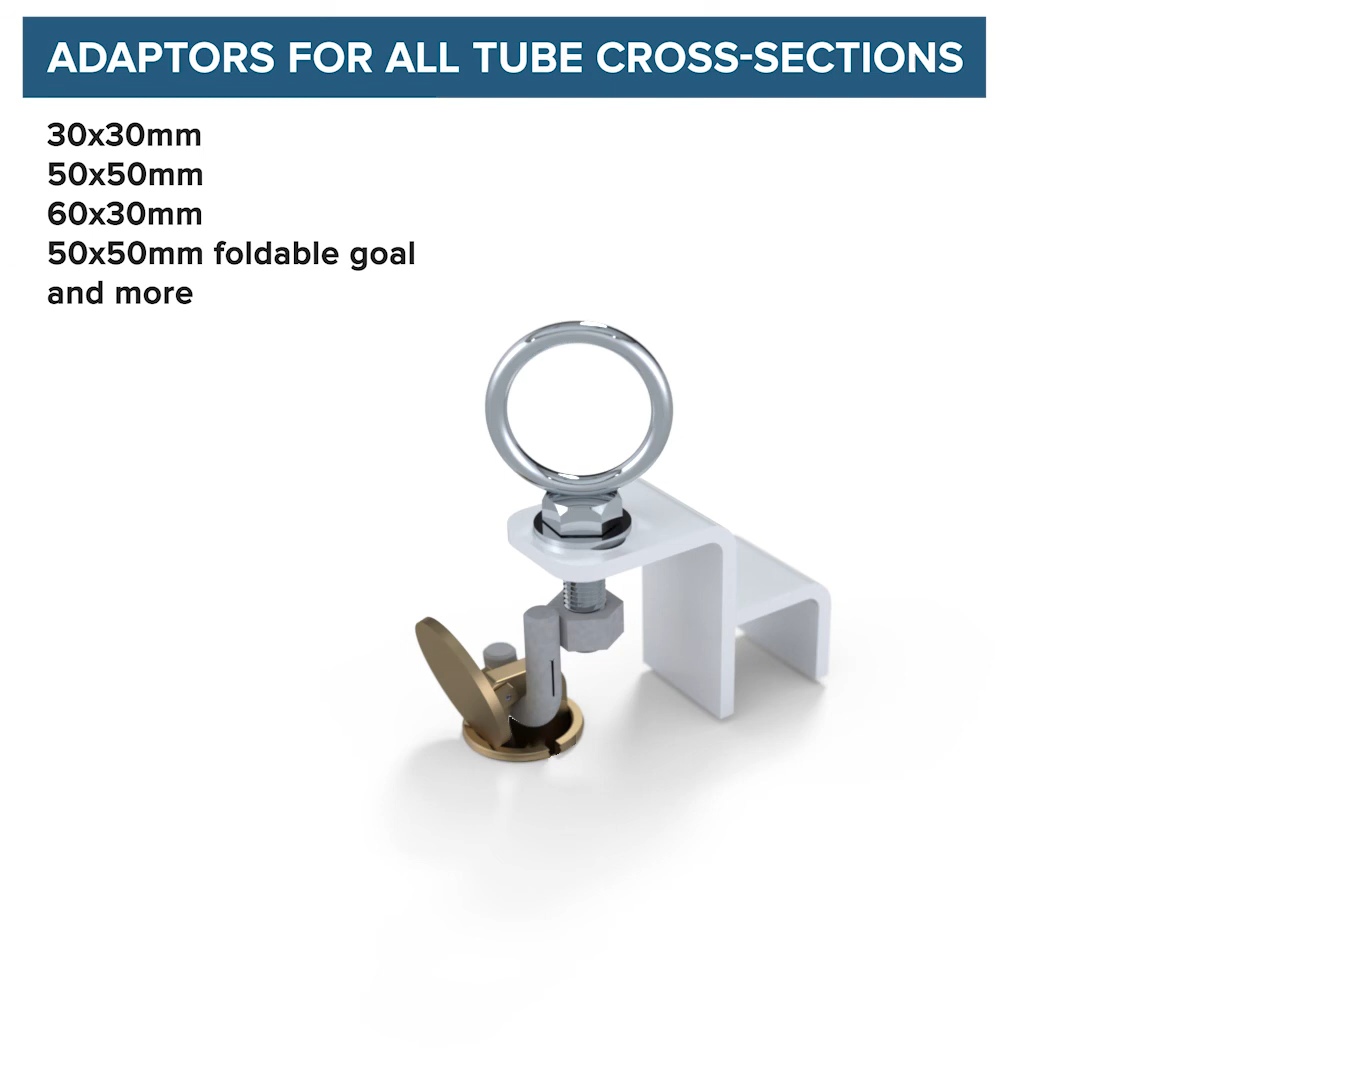 ADAPTORS FOR ALL TUBE CROSS-SECTIONS
30x30mm
50x50mm
60x30mm
50x50mm foldable goal
and more